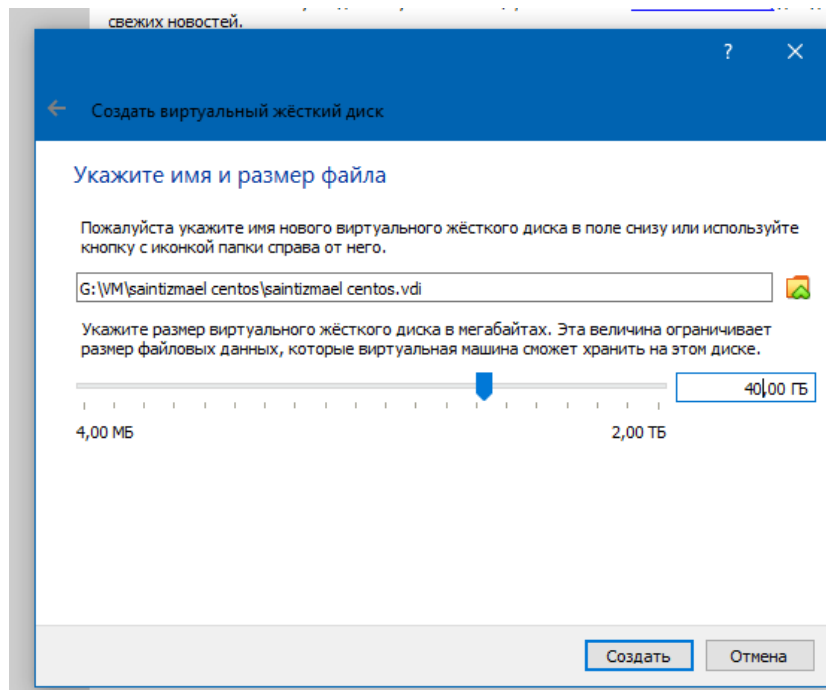 свежих новостей.
?
Создать виртуальный жёсткий диск
Укажите имя и размер файла
Пожалуйста укажите имя нового виртуального жёсткого диска в поле снизу или используйте
кнопку с иконкой папки справа от него.
G:\VM\saintizmael centos\saintizmael centos.vdi
Укажите размер виртуального жёсткого диска в мегабайтах. Эта величина ограничивает
размер файловых данных, которые виртуальная машина сможет хранить на этом диске.
40,00 ГБ
4,00 МБ 2,00 ТБ
Создать Отмена